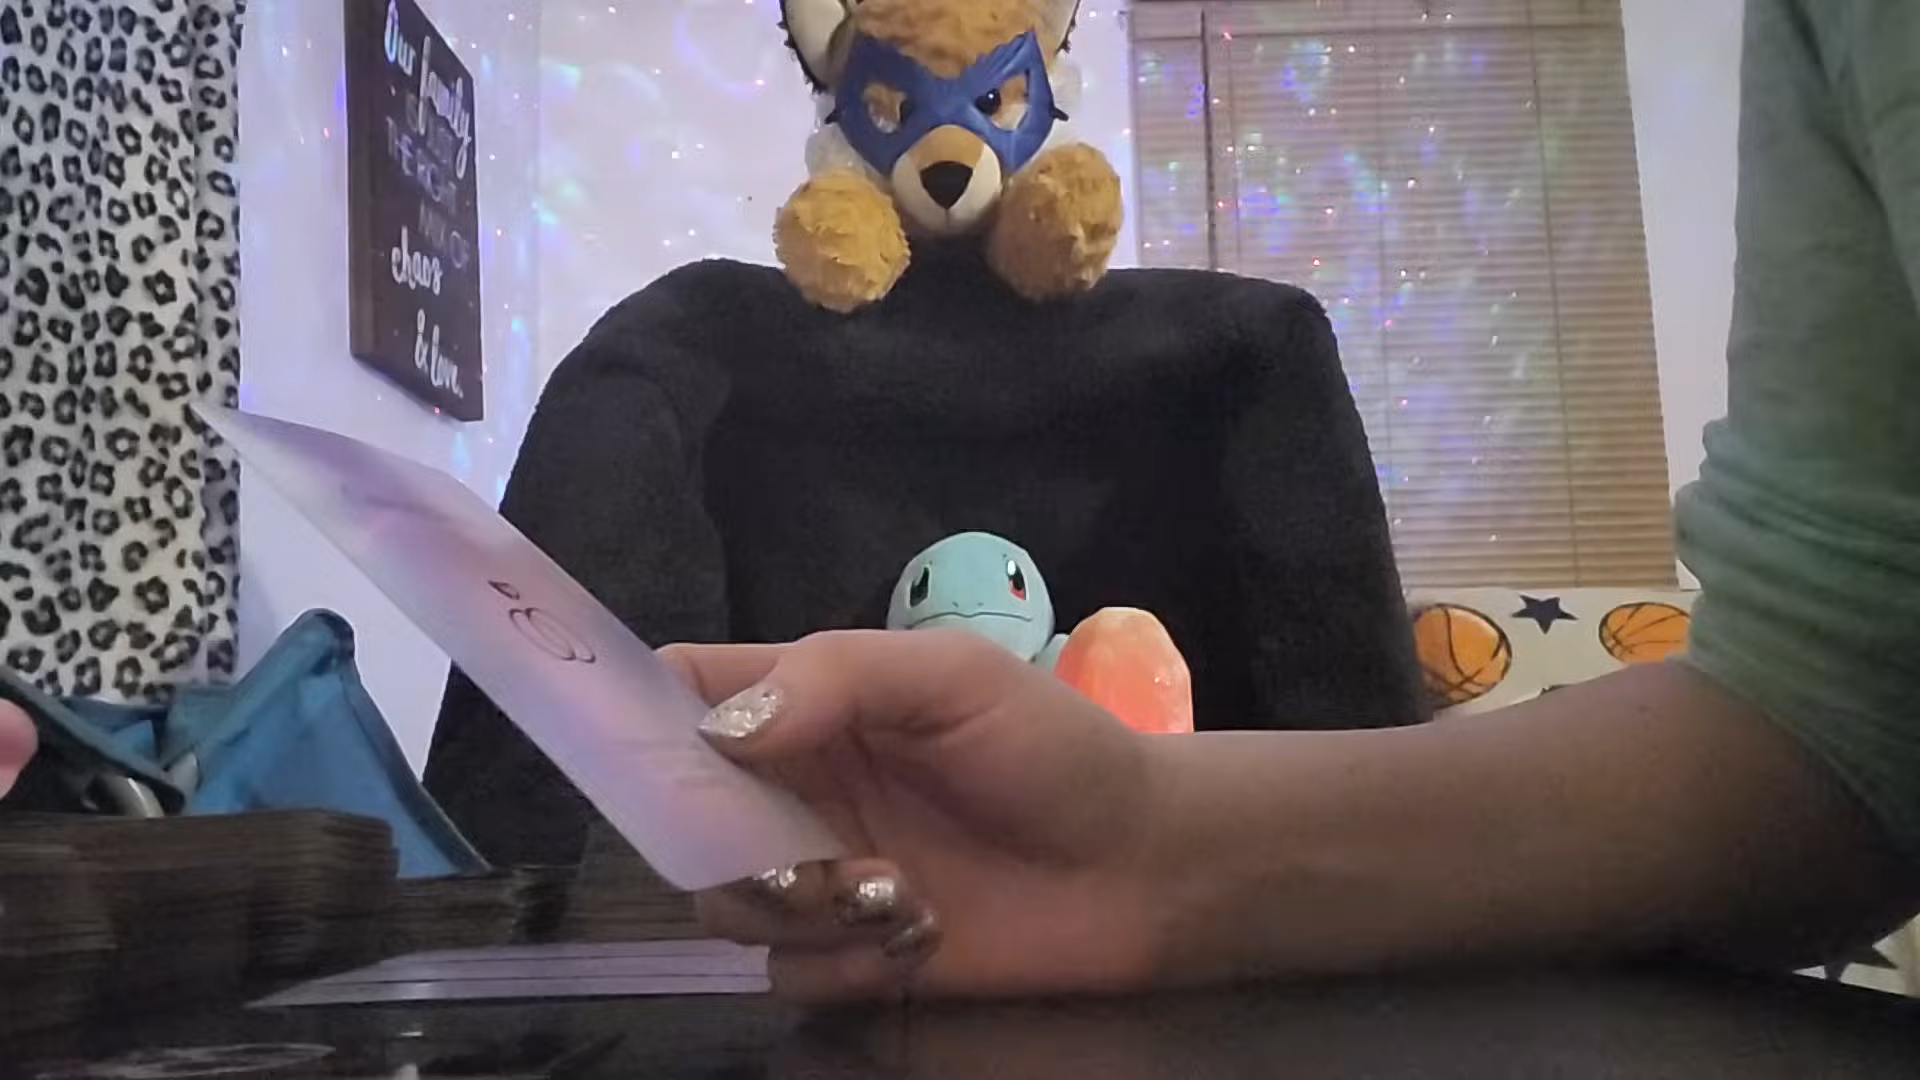 Our family
IS JUST
THE RIGHT
MIX OF
chaos
& love.